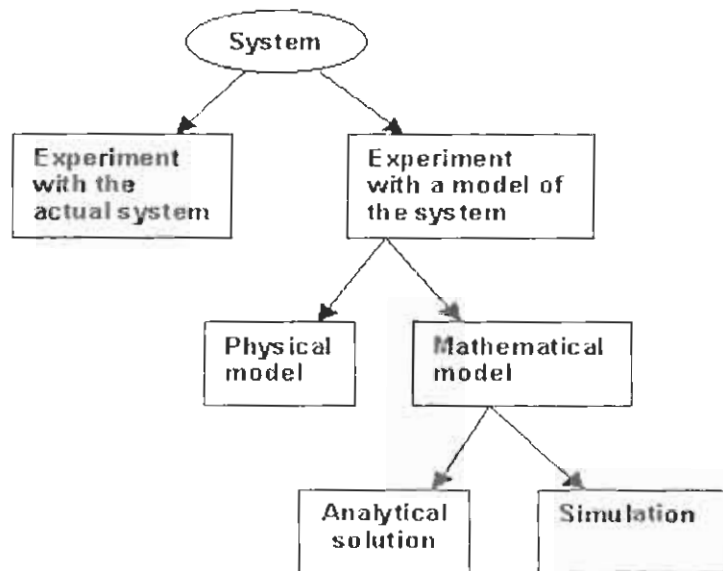 System
Experiment
with the
actual system
Experiment
with a model of
the system
Physical
model
Mathematical
model
Analytical
solution
Simulation